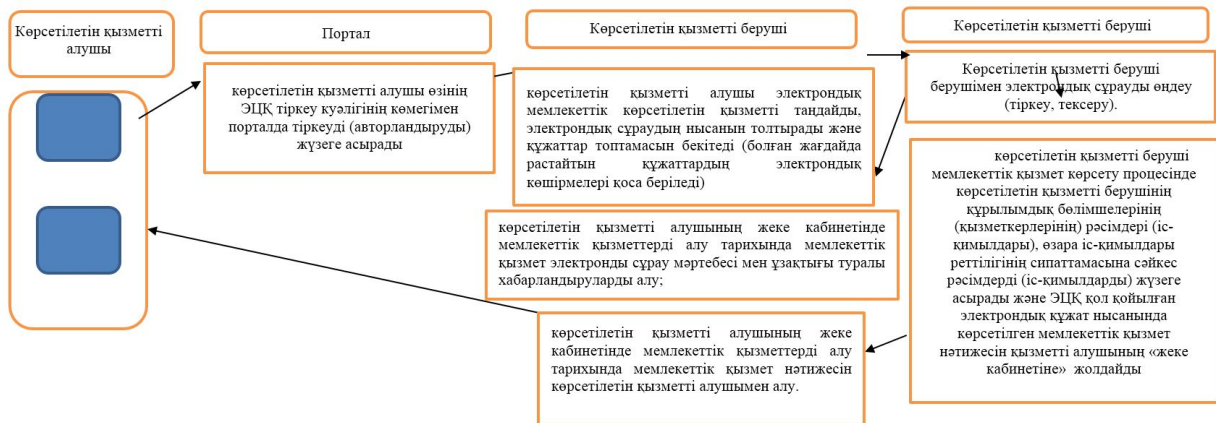 Көрсетілетін қызметті
алушы
Портал
Көрсетілетін қызметті беруші
Көрсетілетін қызметті беруші
көрсетілетін қызметті алушы өзінің
ЭЦҚ тіркеу куәлігінің көмегімен
порталда тіркеуді (авторландыруды)
жүзеге асырады
көрсетілетін қызметті алушы электрондық
мемлекеттік көрсетілетін қызметті таңдайды,
электрондық сұраудың нысанын толтырады және
құжаттар топтамасын бекітеді (болған жағдайда
растайтын құжаттардың электрондық
көшірмелері қоса беріледі)
Көрсетілетін қызметті беруші
берушімен электрондық сұрауды өңдеу
(тіркеу, тексеру).
көрсетілетін қызметті алушының жеке кабинетінде
мемлекеттік қызметтерді алу тарихында мемлекеттік
қызмет электронды сұрау мәртебесі мен ұзақтығы туралы
хабарландыруларды алу;
көрсетілетін қызметті беруші
мемлекеттік қызмет көрсету процесінде
көрсетілетін қызметті берушінің
құрылымдық бөлімшелерінің
(қызметкерлерінің) рәсімдері (іс-
қимылдары), өзара іс-қимылдары
реттілігінің сипаттамасына сәйкес
рәсімдерді (іс-қимылдарды) жүзеге
асырады және ЭЦҚ қол қойылған
электрондық құжат нысанында
көрсетілген мемлекеттік қызмет
нәтижесін қызметті алушының «жеке
кабинетіне» жолдайды
көрсетілетін қызметті алушының жеке
кабинетінде мемлекеттік қызметтерді алу
тарихында мемлекеттік қызмет нәтижесін
көрсетілетін қызметті алушымен алу.